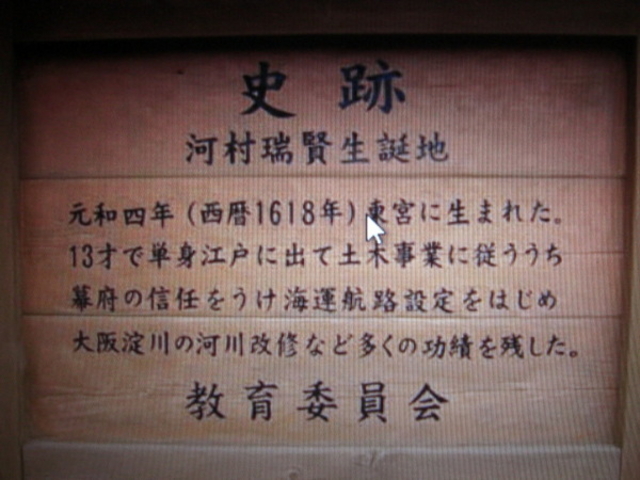 史跡
河村瑞賢生誕地
元和四年(西暦1618年)東宮に生まれた。
13才で単身江戸に出て土木事業に従ううち
幕府の信任をうけ海運航路設定をはじめ
大阪淀川の河川改修など多くの功績を残した。
教育委員会